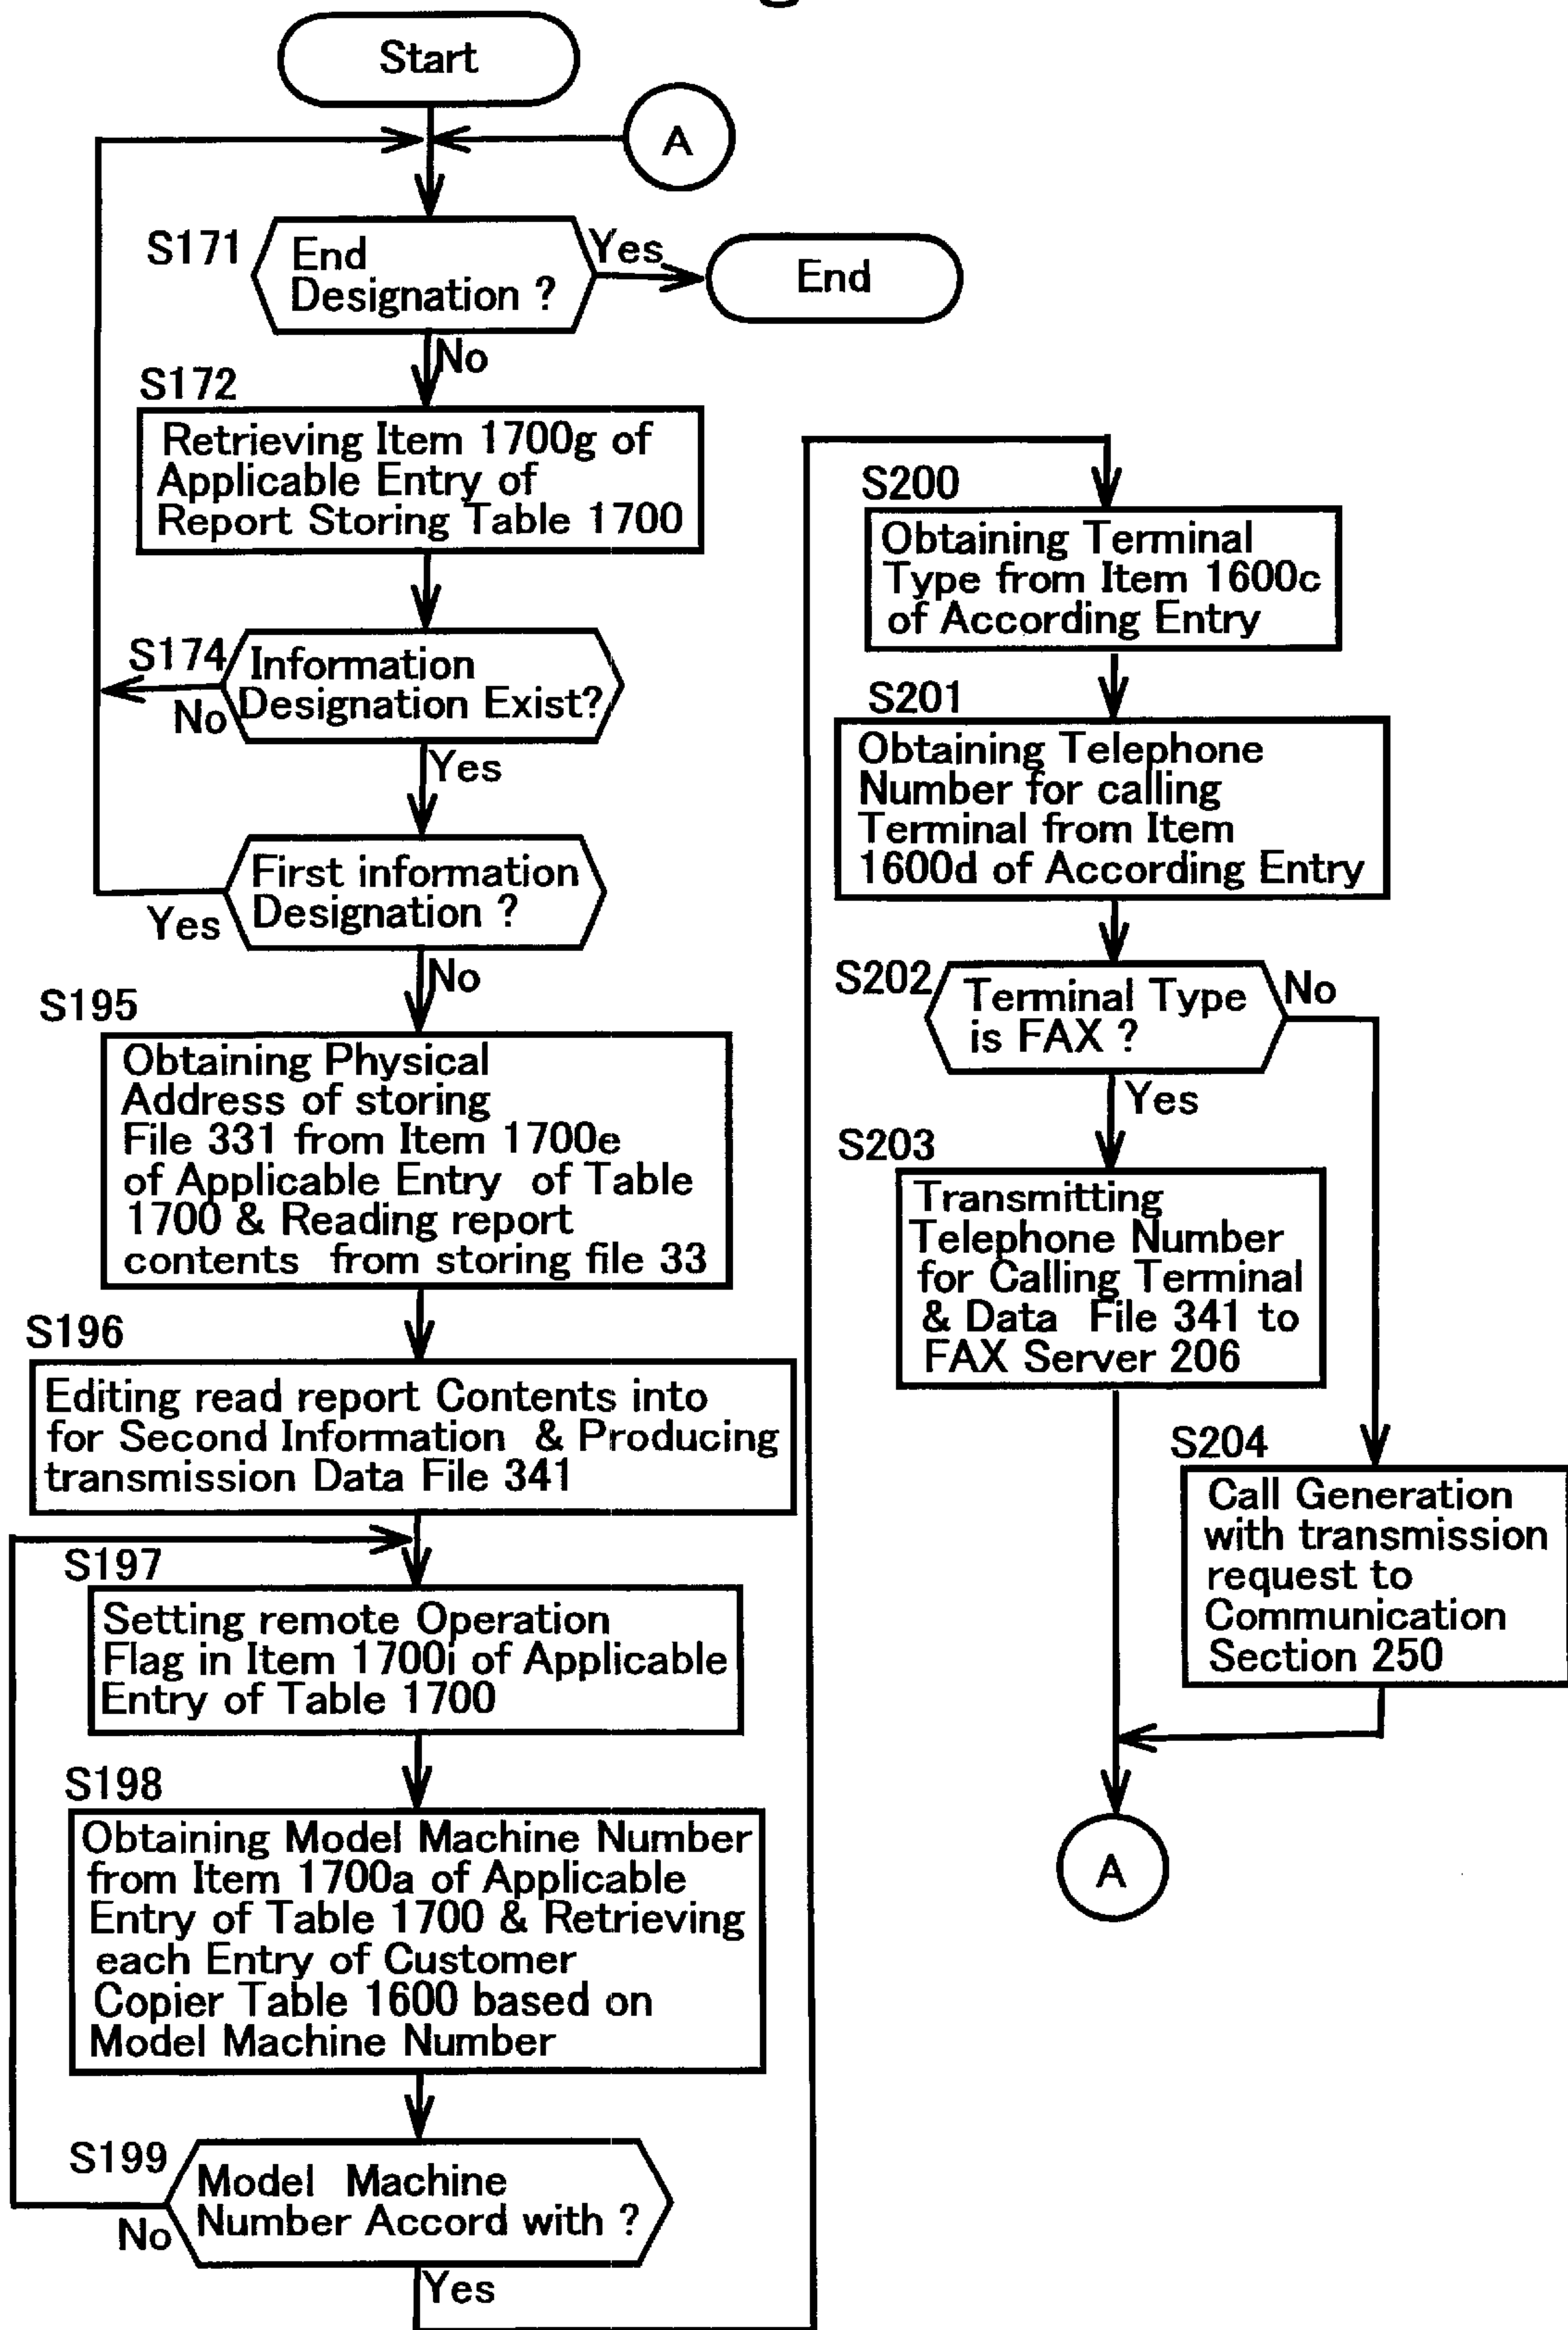 Start
A
S171
End
Designation ?
Yes
End
No
S172
Retrieving Item 1700g of
Applicable Entry of
Report Storing Table 1700
S174
Information
Designation Exist?
No
Yes
First information
Designation ?
Yes
No
S195
Obtaining Physical
Address of storing
File 331 from Item 1700e
of Applicable Entry of Table
1700 & Reading report
contents from storing file 33
S196
Editing read report Contents into
for Second Information & Producing
transmission Data File 341
S197
Setting remote Operation
Flag in Item 1700i of Applicable
Entry of Table 1700
S198
Obtaining Model Machine Number
from Item 1700a of Applicable
Entry of Table 1700 & Retrieving
each Entry of Customer
Copier Table 1600 based on
Model Machine Number
S199
Model Machine
Number Accord with ?
No
Yes
S200
Obtaining Terminal
Type from Item 1600c
of According Entry
S201
Obtaining Telephone
Number for calling
Terminal from Item
1600d of According Entry
S202
Terminal Type
is FAX ?
No
Yes
S203
Transmitting
Telephone Number
for Calling Terminal
& Data File 341 to
FAX Server 206
S204
Call Generation
with transmission
request to
Communication
Section 250
A